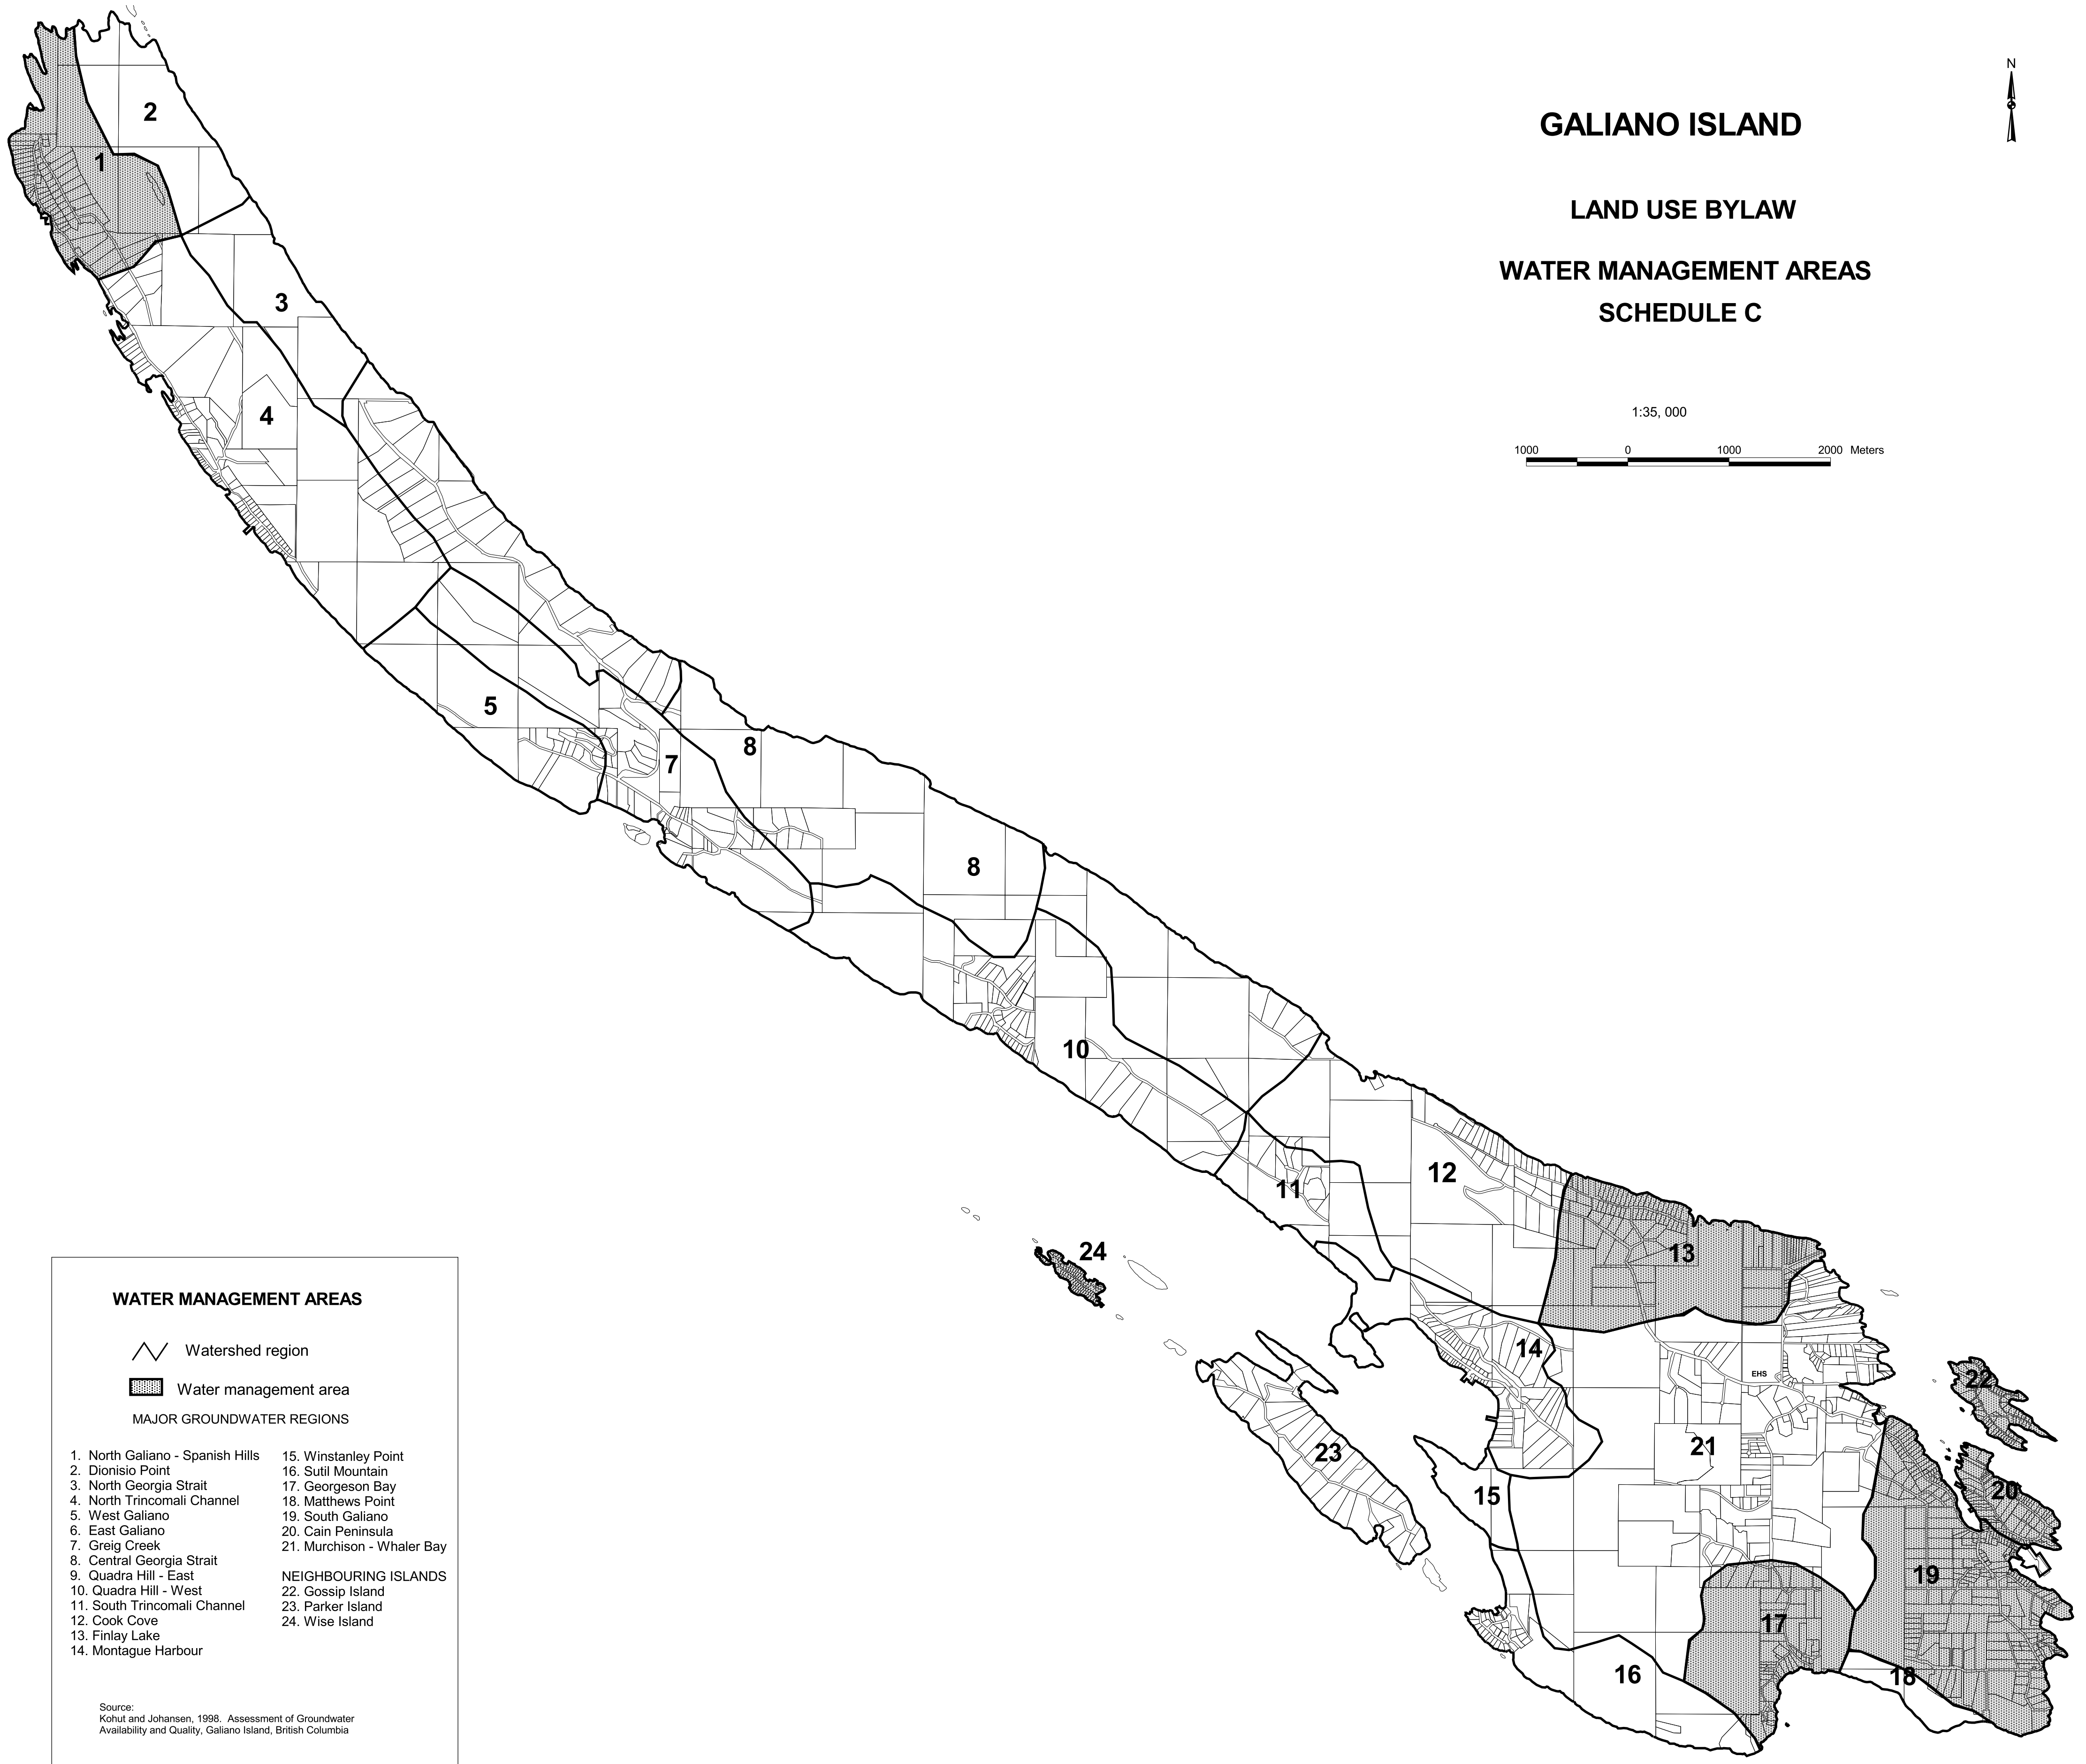 N
GALIANO ISLAND
LAND USE BYLAW
WATER MANAGEMENT AREAS
SCHEDULE C
1:35, 000
1000 0 1000 2000 Meters
2
1
3
4
5
7
8
8
10
11
12
13
24
14
EHS
22
23
21
15
20
19
17
16
18
WATER MANAGEMENT AREAS
Watershed region
Water management area
MAJOR GROUNDWATER REGIONS
1. North Galiano - Spanish Hills
2. Dionisio Point
3. North Georgia Strait
4. North Trincomali Channel
5. West Galiano
6. East Galiano
7. Greig Creek
8. Central Georgia Strait
9. Quadra Hill - East
10. Quadra Hill - West
11. South Trincomali Channel
12. Cook Cove
13. Finlay Lake
14. Montague Harbour
15. Winstanley Point
16. Sutil Mountain
17. Georgeson Bay
18. Matthews Point
19. South Galiano
20. Cain Peninsula
21. Murchison - Whaler Bay
NEIGHBOURING ISLANDS
22. Gossip Island
23. Parker Island
24. Wise Island
Source:
Kohut and Johansen, 1998. Assessment of Groundwater
Availability and Quality, Galiano Island, British Columbia